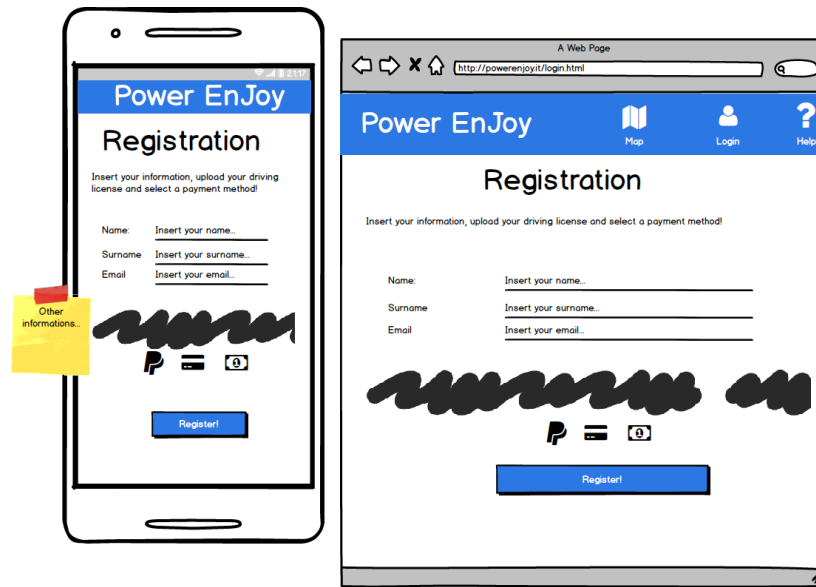 21:17
Power EnJoy
Registration
Insert your information, upload your driving
license and select a payment method!
Name:
Insert your name...
Surname
Insert your surname...
Email
Insert your email...
Other
informations...
Register!
A Web Page
http://powerenjoy.it/login.html
Power EnJoy
Map
Login
Help
Registration
Insert your information, upload your driving license and select a payment method!
Name:
Insert your name...
Surname
Insert your surname...
Email
Insert your email...
Register!